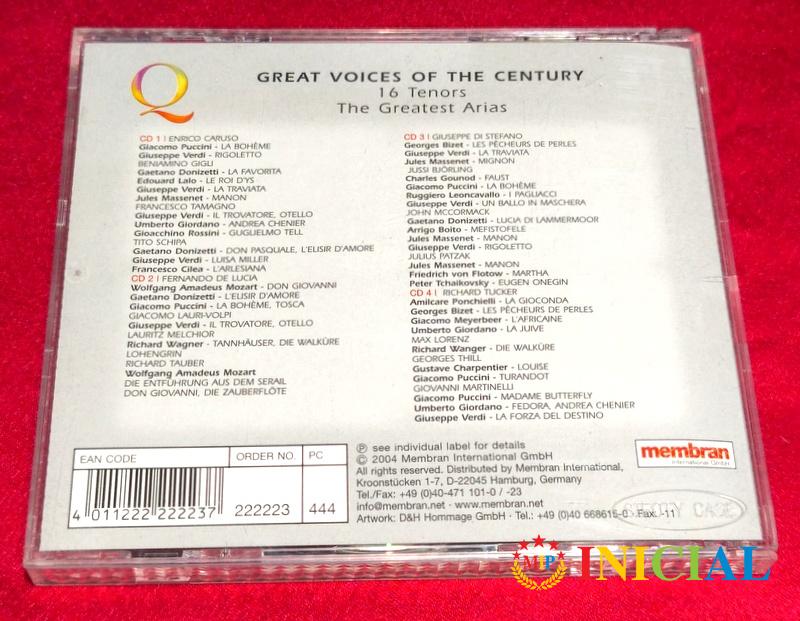 Q
GREAT VOICES OF THE CENTURY
16 Tenors
The Greatest Arias
CD 1 | ENRICO CARUSO
Giacomo Puccini - LA BOHÈME
Giuseppe Verdi - RIGOLETTO
BENIAMINO GIGLI
Gaetano Donizetti - LA FAVORITA
Edouard Lalo - LE ROI D'YS
Giuseppe Verdi - LA TRAVIATA
Jules Massenet - MANON
FRANCESCO TAMAGNO
Giuseppe Verdi - IL TROVATORE, OTELLO
Umberto Giordano - ANDREA CHENIER
Gioacchino Rossini - GUGLIELMO TELL
TITO SCHIPA
Gaetano Donizetti - DON PASQUALE, L'ELISIR D'AMORE
Giuseppe Verdi - LUISA MILLER
Francesco Cilea - L'ARLESIANA
CD 2 | FERNANDO DE LUCIA
Wolfgang Amadeus Mozart - DON GIOVANNI
Gaetano Donizetti - L'ELISIR D'AMORE
Giacomo Puccini - LA BOHÈME, TOSCA
GIACOMO LAURI-VOLPI
Giuseppe Verdi - IL TROVATORE, OTELLO
LAURITZ MELCHIOR
Richard Wagner - TANNHÄUSER, DIE WALKÜRE
LOHENGRIN
RICHARD TAUBER
Wolfgang Amadeus Mozart
DIE ENTFÜHRUNG AUS DEM SERAIL
DON GIOVANNI, DIE ZAUBERFLÖTE
CD 3 | GIUSEPPE DI STEFANO
Georges Bizet - LES PÊCHEURS DE PERLES
Giuseppe Verdi - LA TRAVIATA
Jules Massenet - MIGNON
JUSSI BJÖRLING
Charles Gounod - FAUST
Giacomo Puccini - LA BOHÈME
Ruggiero Leoncavallo - I PAGLIACCI
Giuseppe Verdi - UN BALLO IN MASCHERA
JOHN MCCORMACK
Gaetano Donizetti - LUCIA DI LAMMERMOOR
Arrigo Boito - MEFISTOFELE
Jules Massenet - MANON
Giuseppe Verdi - RIGOLETTO
JULIUS PATZAK
Jules Massenet - MANON
Friedrich von Flotow - MARTHA
Peter Tchaikovsky - EUGEN ONEGIN
CD 4 | RICHARD TUCKER
Amilcare Ponchielli - LA GIOCONDA
Georges Bizet - LES PÊCHEURS DE PERLES
Giacomo Meyerbeer - L'AFRICAINE
Umberto Giordano - LA JUIVE
MAX LORENZ
Richard Wanger - DIE WALKÜRE
GEORGES THILL
Gustave Charpentier - LOUISE
Giacomo Puccini - TURANDOT
GIOVANNI MARTINELLI
Giacomo Puccini - MADAME BUTTERFLY
Umberto Giordano - FEDORA, ANDREA CHENIER
Giuseppe Verdi - LA FORZA DEL DESTINO
EAN CODE
ORDER NO.
PC
4 011222 222237
222223
444
Ⓟ see individual label for details
© 2004 Membran International GmbH
All rights reserved. Distributed by Membran International,
Kroonstücken 1-7, D-22045 Hamburg, Germany
Tel./Fax: +49 (0)40-471 101-0 / -23
info@membran.net - www.membran.net
Artwork: D&H Hommage GmbH · Tel.: +49 (0)40 668615-0 · Fax. -11
membran
international GmbH
MP
INICIAL